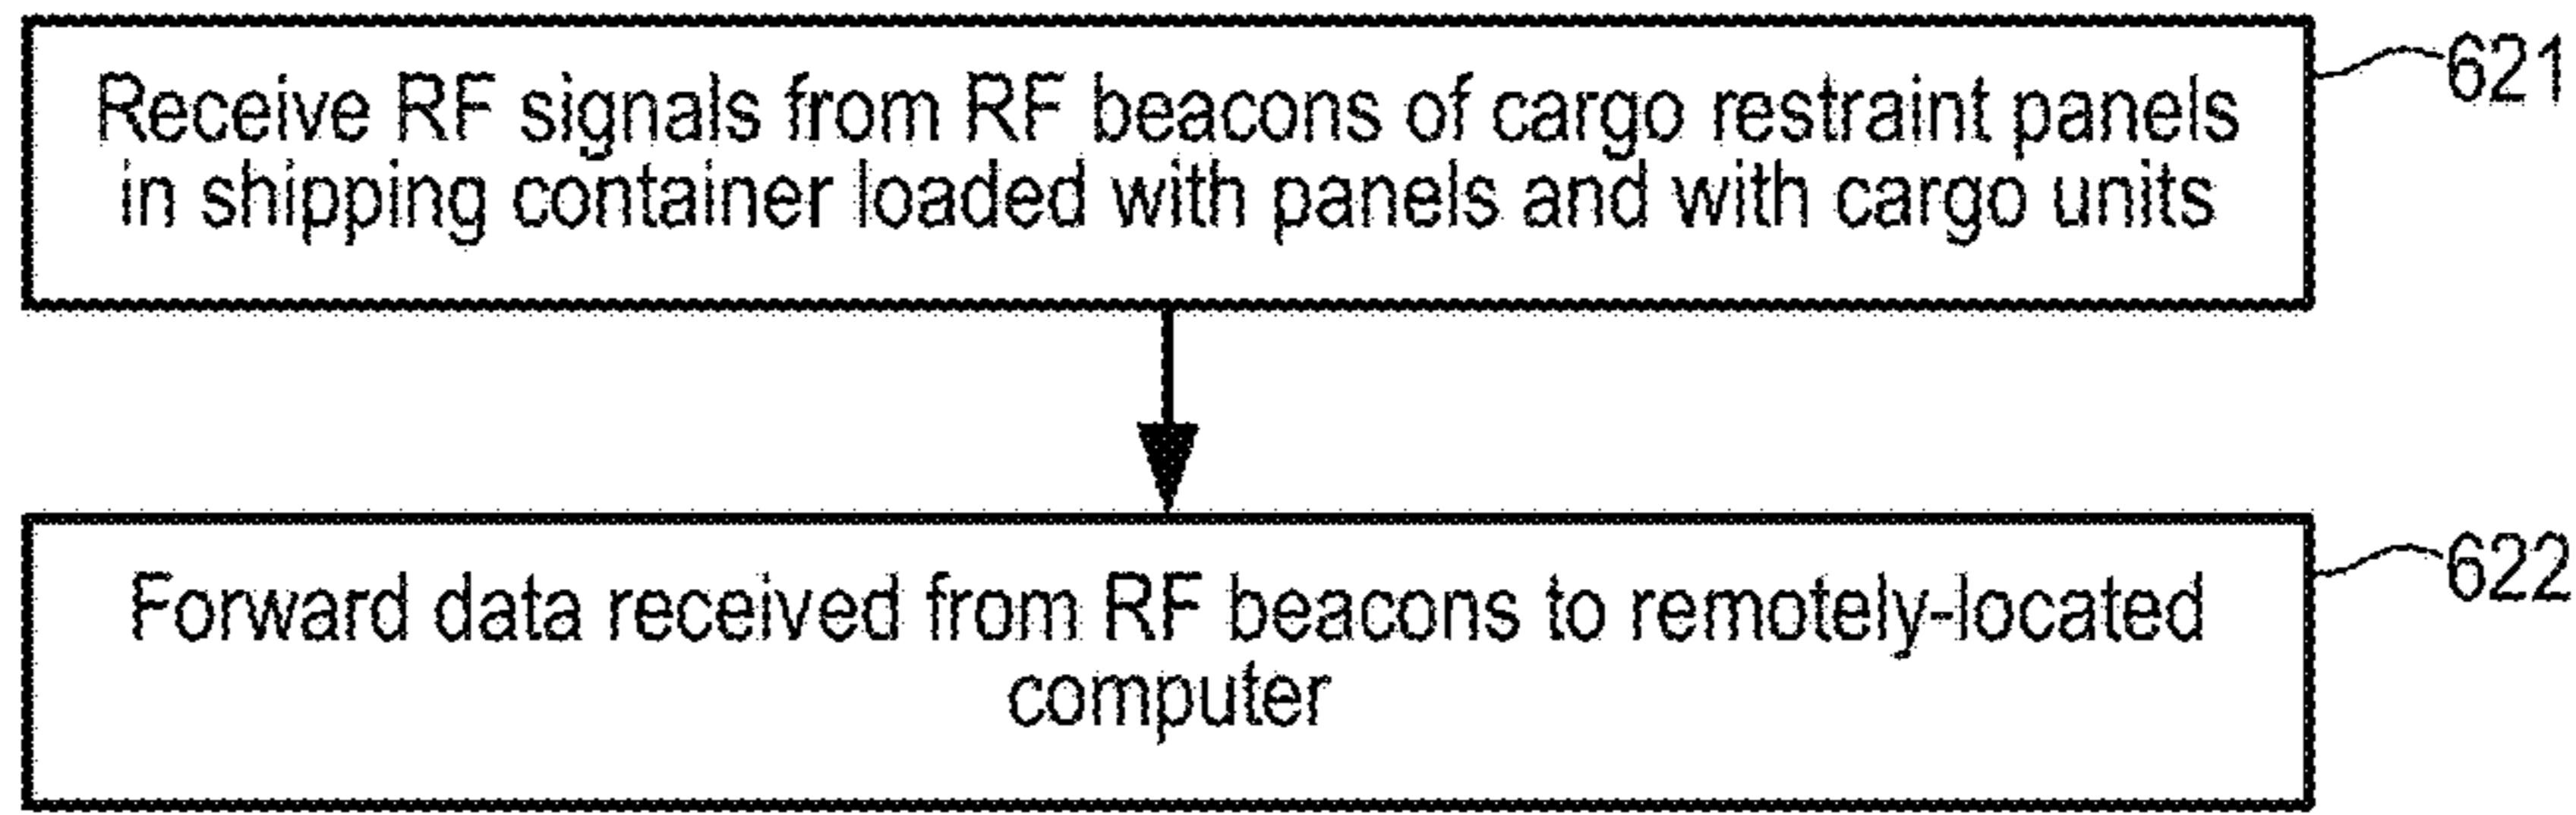 Receive RF signals from RF beacons of cargo restraint panels
in shipping container loaded with panels and with cargo units
621
Forward data received from RF beacons to remotely-located
computer
622